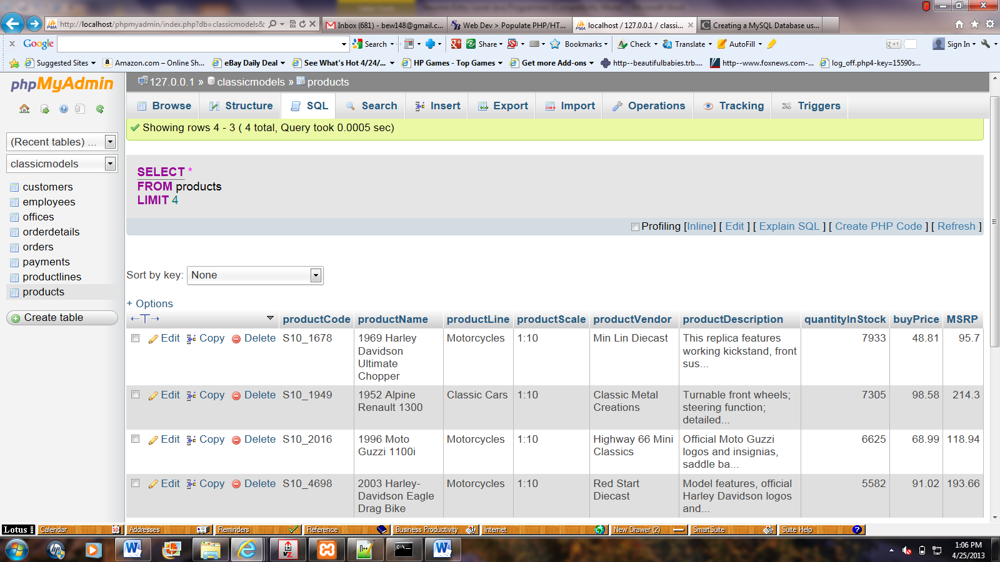 http://localhost/phpmyadmin/index.php?db=classicmodels&
Inbox (681) - bew148@gmail.c...
Web Dev > Populate PHP/HT...
localhost / 127.0.0.1 / classi...
Creating a MySQL Database us...
Google
Search
Share
Bookmarks
Check
Translate
AutoFill
Sign In
Suggested Sites
Amazon.com – Online Sh...
eBay Daily Deal
See What's Hot 4/24/...
HP Games - Top Games
Get more Add-ons
http--beautifulbabies.trb....
http--www.foxnews.com-...
log_off.php4-key=15590s...
phpMyAdmin
(Recent tables) ...
classicmodels
customers
employees
offices
orderdetails
orders
payments
productlines
products
Create table
127.0.0.1 » classicmodels » products
Browse Structure SQL Search Insert Export Import Operations Tracking Triggers
Showing rows 4 - 3 ( 4 total, Query took 0.0005 sec)
SELECT *
FROM products
LIMIT 4
Profiling [Inline] [ Edit ] [ Explain SQL ] [ Create PHP Code ] [ Refresh ]
Sort by key: None
+ Options
productCode productName productLine productScale productVendor productDescription quantityInStock buyPrice MSRP
Edit Copy Delete S10_1678 1969 Harley Motorcycles 1:10 Min Lin Diecast This replica features 7933 48.81 95.7
Davidson working kickstand, front
Ultimate sus...
Chopper
Edit Copy Delete S10_1949 1952 Alpine Classic Cars 1:10 Classic Metal Turnable front wheels; 7305 98.58 214.3
Renault 1300 Creations steering function;
detailed...
Edit Copy Delete S10_2016 1996 Moto Motorcycles 1:10 Highway 66 Mini Official Moto Guzzi 6625 68.99 118.94
Guzzi 1100i Classics logos and insignias,
saddle ba...
Edit Copy Delete S10_4698 2003 Harley- Motorcycles 1:10 Red Start Model features, official 5582 91.02 193.66
Davidson Eagle Diecast Harley Davidson logos
Drag Bike and...
Lotus Calendar Addresses Reminders Reference Business Productivity Internet New Drawer (2) SmartSuite Suite Help
1:06 PM
4/25/2013